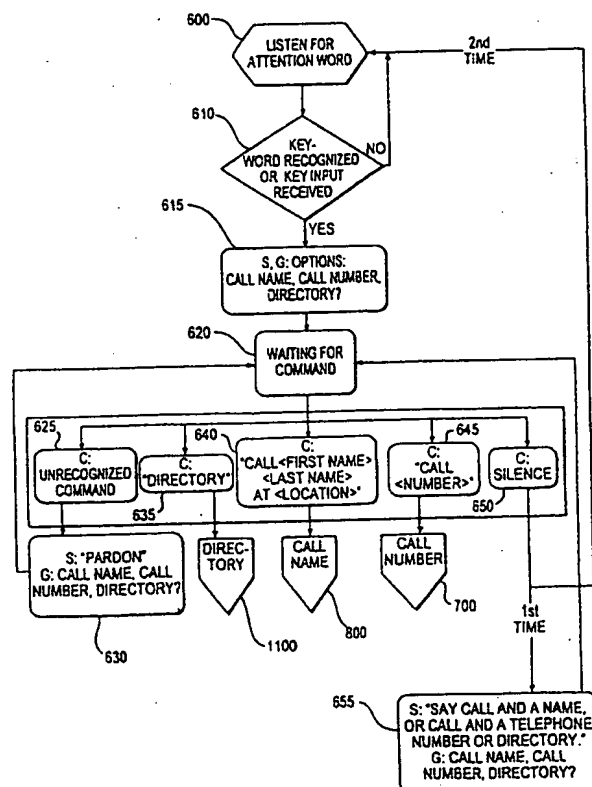 600
LISTEN FOR
ATTENTION WORD
2nd
TIME
610
KEY-
WORD RECOGNIZED
OR KEY INPUT
RECEIVED
NO
YES
615
S, G: OPTIONS:
CALL NAME, CALL NUMBER,
DIRECTORY?
620
WAITING FOR
COMMAND
625
C:
UNRECOGNIZED
COMMAND
C:
"DIRECTORY"
635
640
C:
"CALL<FIRST NAME>
<LAST NAME>
AT <LOCATION>"
645
C:
"CALL
<NUMBER>"
C:
SILENCE
650
S: "PARDON"
G: CALL NAME, CALL
NUMBER, DIRECTORY?
630
DIREC-
TORY
1100
CALL
NAME
800
CALL
NUMBER
700
1st
TIME
655
S: "SAY CALL AND A NAME,
OR CALL AND A TELEPHONE
NUMBER OR DIRECTORY."
G: CALL NAME, CALL
NUMBER, DIRECTORY?